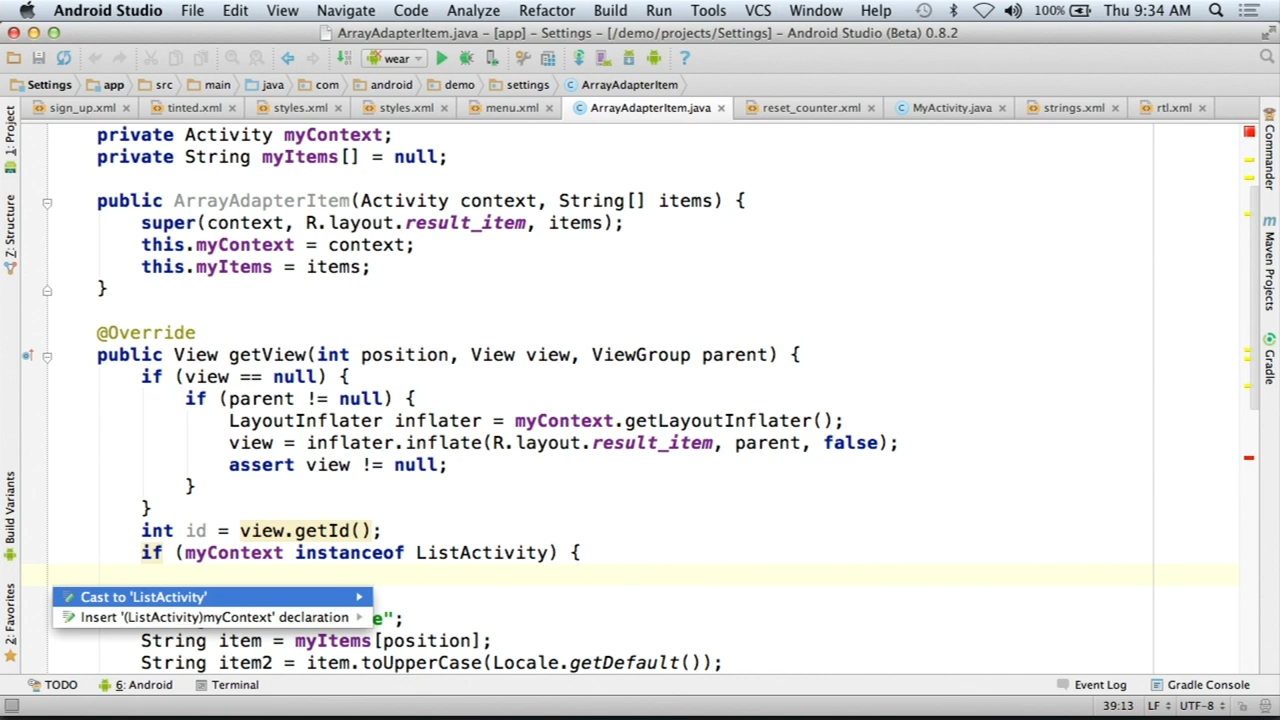 Android Studio File Edit View Navigate Code Analyze Refactor Build Run Tools VCS Window Help 100% Thu 9:34 AM
ArrayAdapterItem.java - [app] - Settings - [/demo/projects/Settings] - Android Studio (Beta) 0.8.2
wear
Settings app src main java com android demo settings ArrayAdapterItem
sign_up.xml tinted.xml styles.xml styles.xml menu.xml ArrayAdapterItem.java reset_counter.xml MyActivity.java strings.xml rtl.xml
1: Project
Z: Structure
Build Variants
2: Favorites
private Activity myContext;
private String myItems[] = null;
public ArrayAdapterItem(Activity context, String[] items) {
super(context, R.layout.result_item, items);
this.myContext = context;
this.myItems = items;
}
@Override
public View getView(int position, View view, ViewGroup parent) {
if (view == null) {
if (parent != null) {
LayoutInflater inflater = myContext.getLayoutInflater();
view = inflater.inflate(R.layout.result_item, parent, false);
assert view != null;
}
}
int id = view.getId();
if (myContext instanceof ListActivity) {
Cast to 'ListActivity'
Insert '(ListActivity)myContext' declaration
e";
String item = myItems[position];
String item2 = item.toUpperCase(Locale.getDefault());
Commander
Maven Projects
Gradle
TODO 6: Android Terminal Event Log Gradle Console
39:13 LF UTF-8